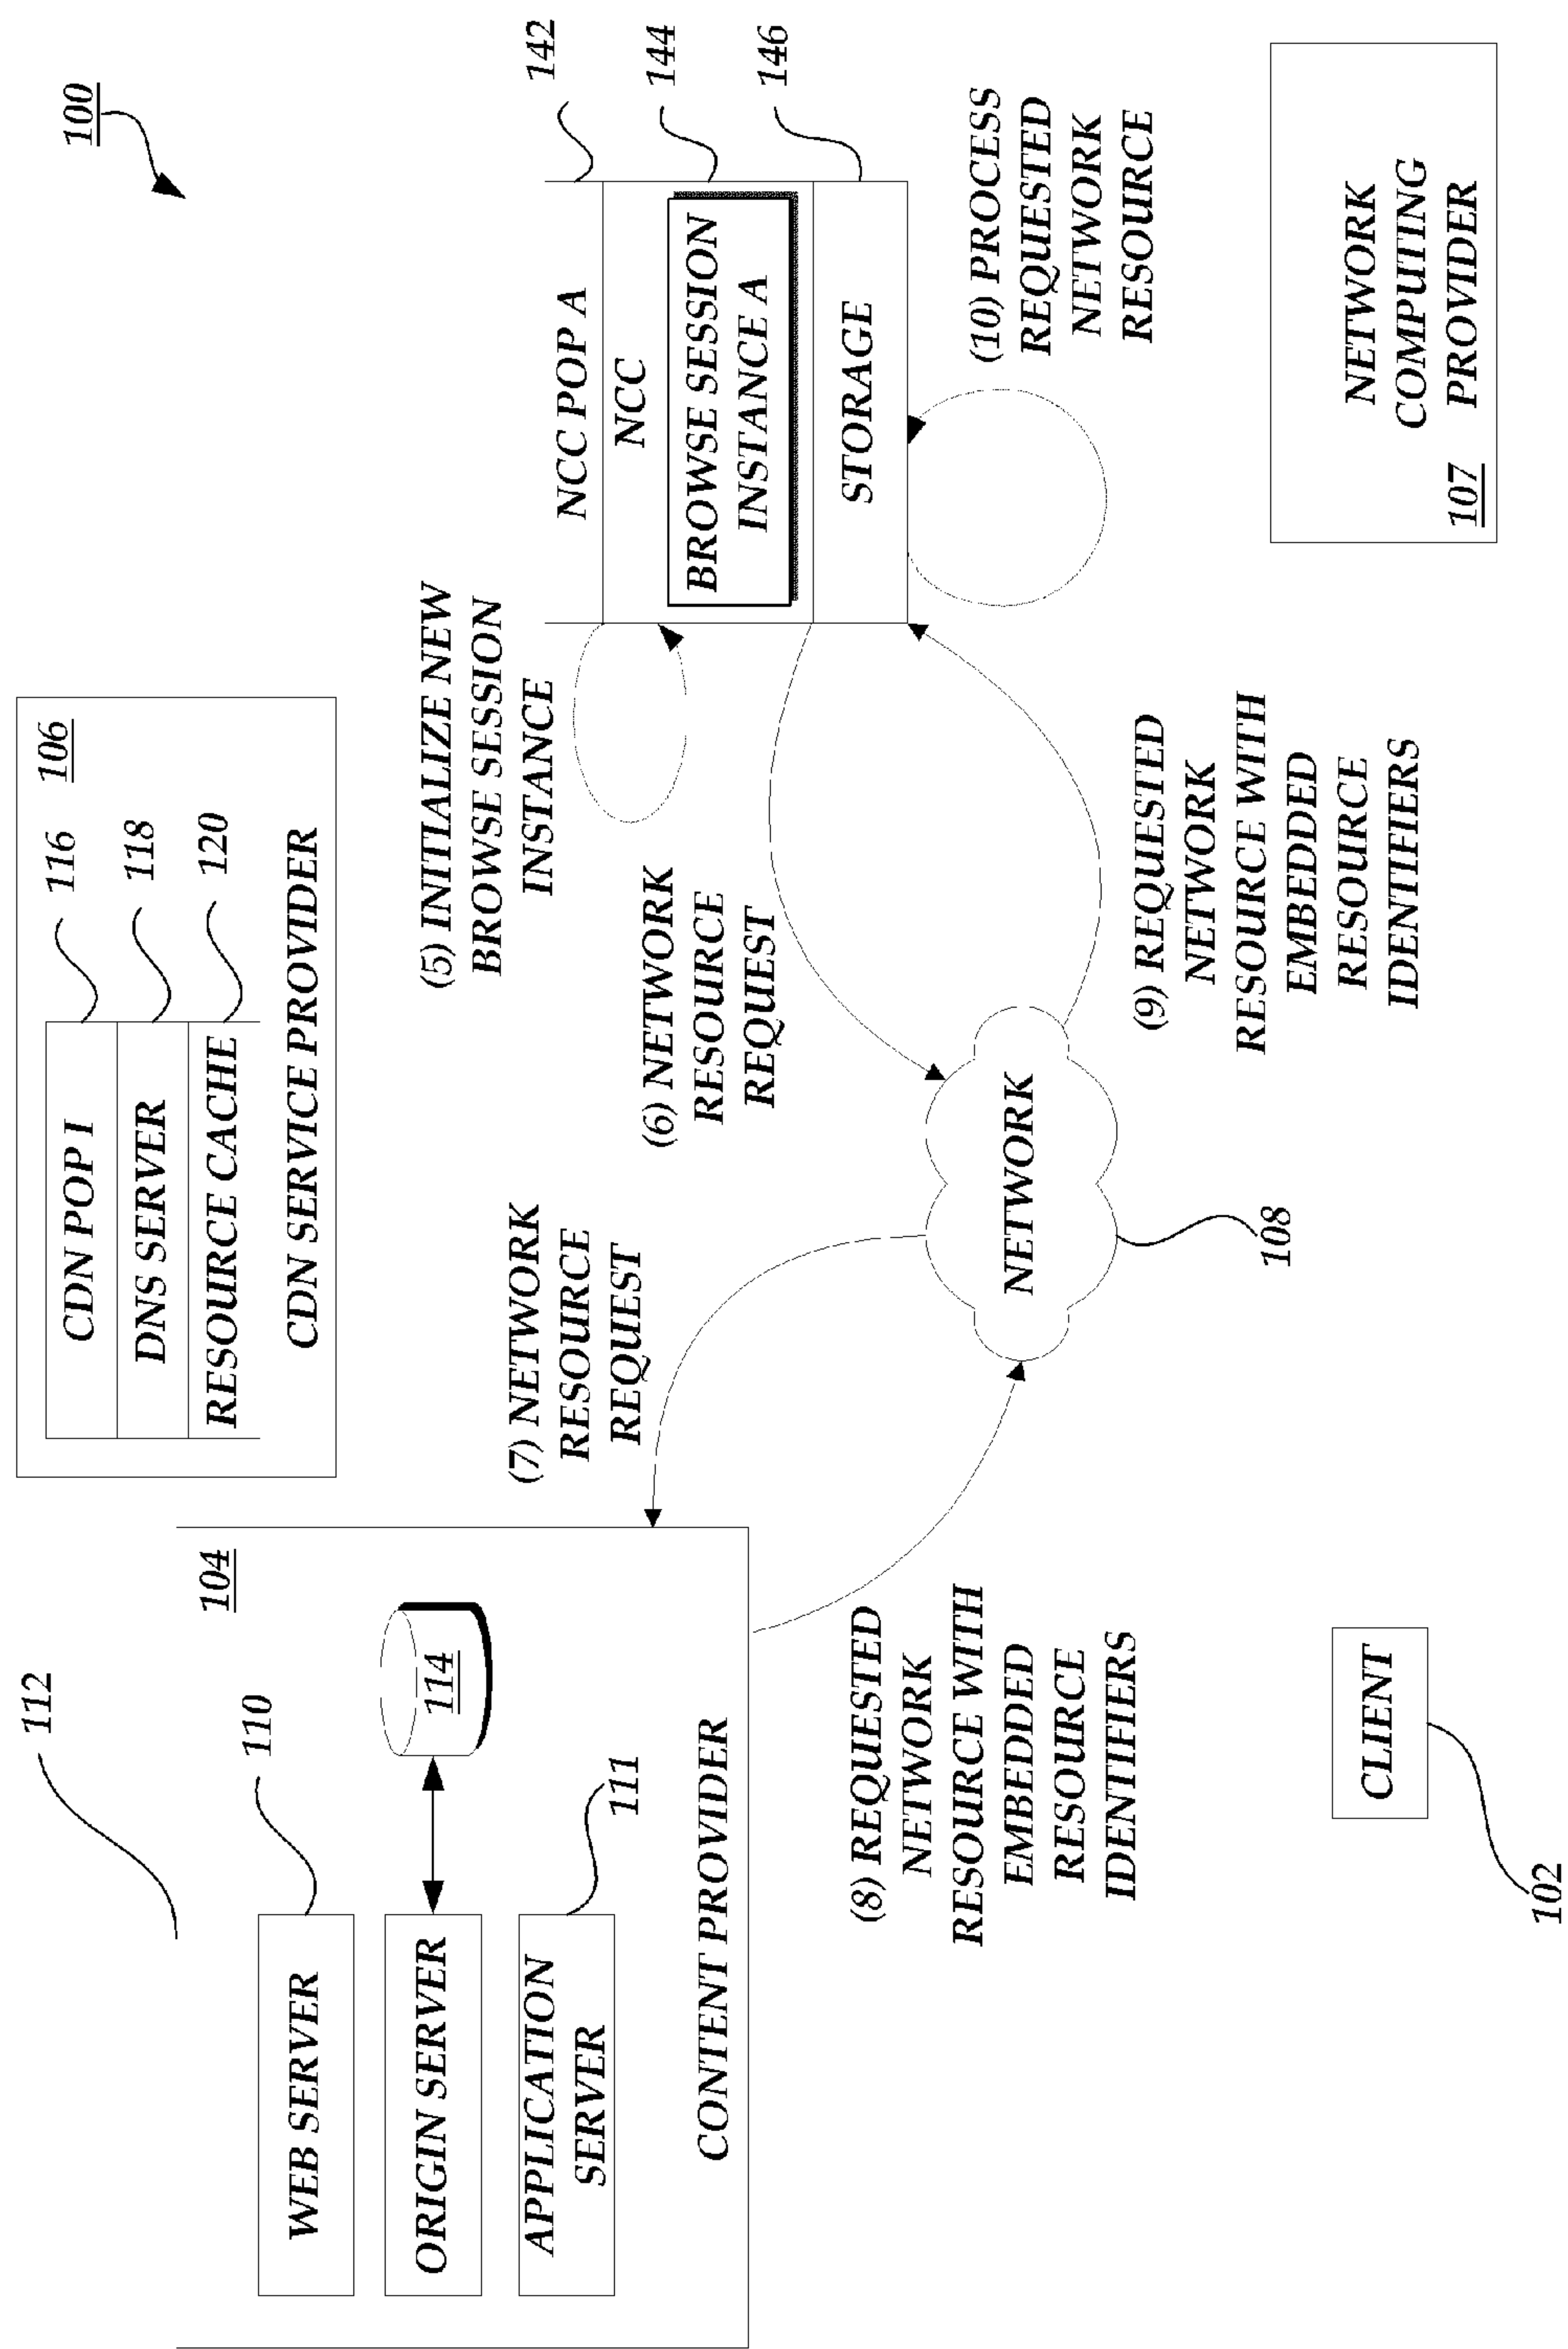 100
112
110
WEB SERVER
ORIGIN SERVER
114
APPLICATION
SERVER
111
104
CONTENT PROVIDER
106
116
118
120
CDN POP I
DNS SERVER
RESOURCE CACHE
CDN SERVICE PROVIDER
(5) INITIALIZE NEW
BROWSE SESSION
INSTANCE
142
144
146
NCC POP A
NCC
BROWSE SESSION
INSTANCE A
STORAGE
(6) NETWORK
RESOURCE
REQUEST
(7) NETWORK
RESOURCE
REQUEST
NETWORK
108
(8) REQUESTED
NETWORK
RESOURCE WITH
EMBEDDED
RESOURCE
IDENTIFIERS
(9) REQUESTED
NETWORK
RESOURCE WITH
EMBEDDED
RESOURCE
IDENTIFIERS
(10) PROCESS
REQUESTED
NETWORK
RESOURCE
CLIENT
102
NETWORK
COMPUTING
PROVIDER
107